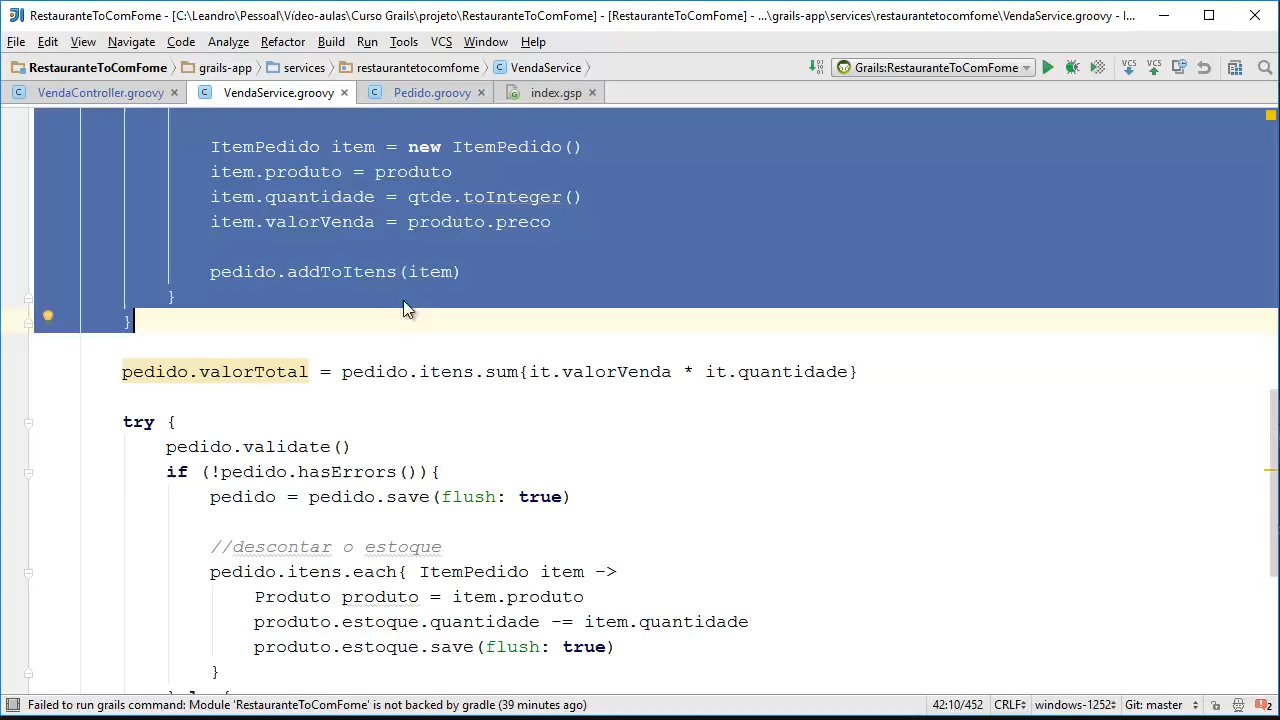 RestauranteToComFome - [C:\Leandro\Pessoal\Vídeo-aulas\Curso Grails\projeto\RestauranteToComFome] - [RestauranteToComFome] - ...\grails-app\services\restaurantetocomfome\VendaService.groovy - I...
File Edit View Navigate Code Analyze Refactor Build Run Tools VCS Window Help
RestauranteToComFome grails-app services restaurantetocomfome VendaService Grails:RestauranteToComFome VCS VCS
VendaController.groovy VendaService.groovy Pedido.groovy index.gsp
ItemPedido item = new ItemPedido()
item.produto = produto
item.quantidade = qtde.toInteger()
item.valorVenda = produto.preco
pedido.addToItens(item)
}
}
pedido.valorTotal = pedido.itens.sum{it.valorVenda * it.quantidade}
try {
pedido.validate()
if (!pedido.hasErrors()){
pedido = pedido.save(flush: true)
//descontar o estoque
pedido.itens.each{ ItemPedido item ->
Produto produto = item.produto
produto.estoque.quantidade -= item.quantidade
produto.estoque.save(flush: true)
}
Failed to run grails command: Module 'RestauranteToComFome' is not backed by gradle (39 minutes ago) 42:10/452 CRLF windows-1252 Git: master 2